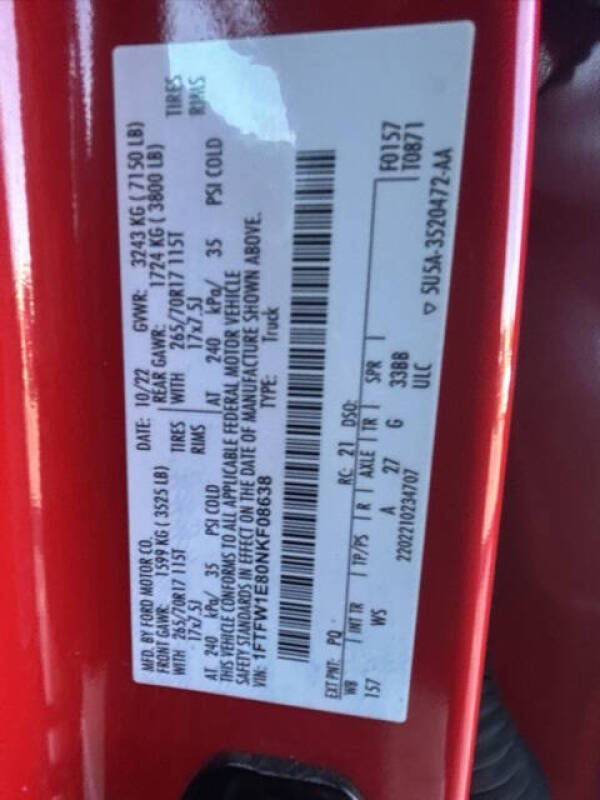 MFD. BY FORD MOTOR CO. DATE: 10/22 GVWR: 3243 KG ( 7150 LB)
FRONT GAWR: 1599 KG ( 3525 LB) REAR GAWR: 1724 KG ( 3800 LB)
WITH 265/70R17 115T TIRES WITH 265/70R17 115T TIRES
17x7.5J RIMS 17x7.5J RIMS
AT 240 kPa/ 35 PSI COLD AT 240 kPa/ 35 PSI COLD
THIS VEHICLE CONFORMS TO ALL APPLICABLE FEDERAL MOTOR VEHICLE
SAFETY STANDARDS IN EFFECT ON THE DATE OF MANUFACTURE SHOWN ABOVE.
VIN: 1FTFW1E80NKF08638 TYPE: Truck
EXT PNT: PQ RC: 21 DSO: F0157
WB INT TR TP/PS R AXLE TR SPR T0871
157 WS A 27 G 33BB
2202210234707 ULC
▽ 5U5A-3520472-AA